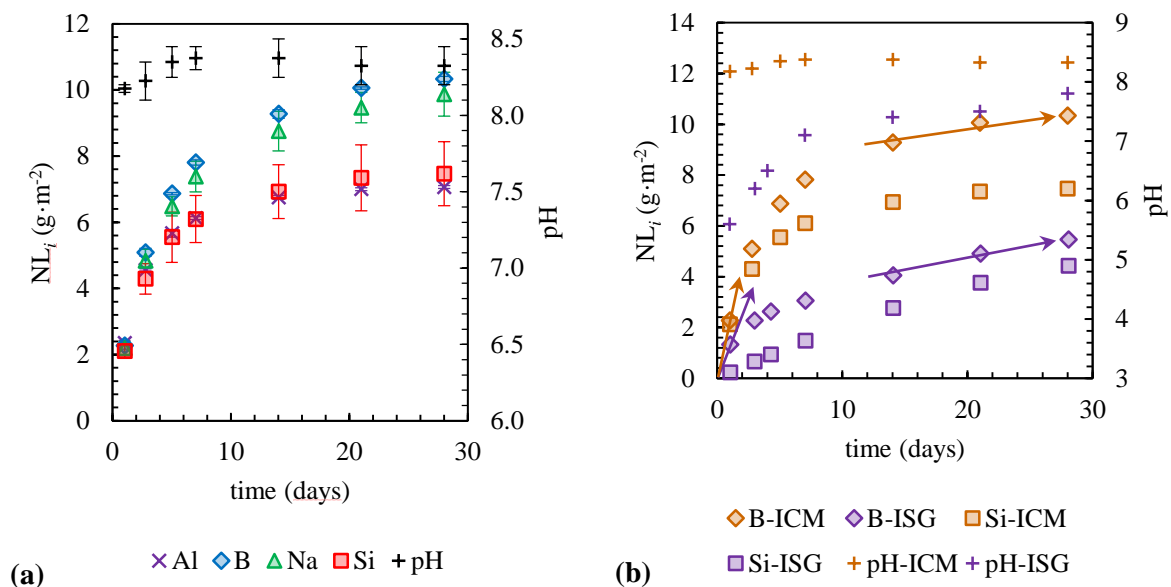 12
10
8
6
4
2
0
NLᵢ (g·m⁻²)
8.5
8.0
7.5
7.0
6.5
6.0
pH
0 10 20 30
time (days)
Al B Na Si pH
(a)
14
12
10
8
6
4
2
0
NLᵢ (g·m⁻²)
9
8
7
6
5
4
3
pH
0 10 20 30
time (days)
B-ICM B-ISG Si-ICM
Si-ISG pH-ICM pH-ISG
(b)